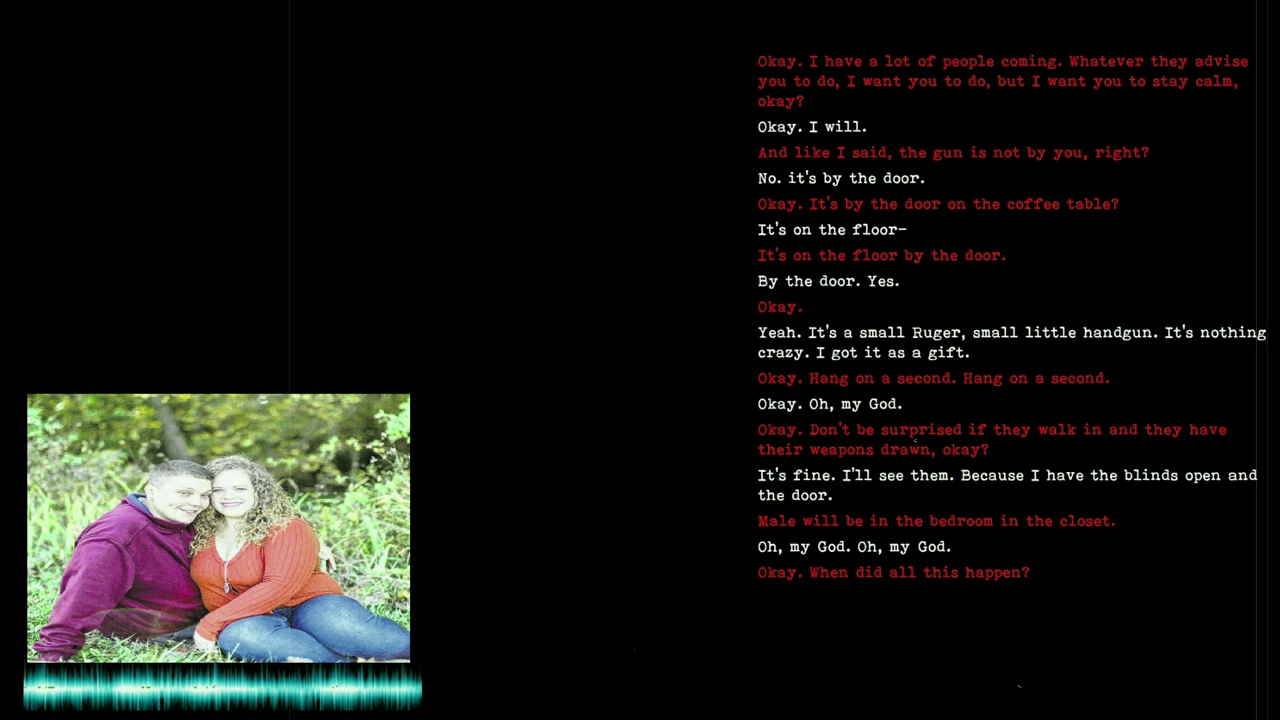 Okay. I have a lot of people coming. Whatever they advise
you to do, I want you to do, but I want you to stay calm,
okay?
Okay. I will.
And like I said, the gun is not by you, right?
No. it's by the door.
Okay. It's by the door on the coffee table?
It's on the floor-
It's on the floor by the door.
By the door. Yes.
Okay.
Yeah. It's a small Ruger, small little handgun. It's nothing
crazy. I got it as a gift.
Okay. Hang on a second. Hang on a second.
Okay. Oh, my God.
Okay. Don't be surprised if they walk in and they have
their weapons drawn, okay?
It's fine. I'll see them. Because I have the blinds open and
the door.
Male will be in the bedroom in the closet.
Oh, my God. Oh, my God.
Okay. When did all this happen?